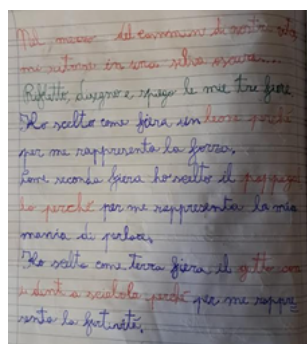 Nel mezzo del cammin di nostra vita
mi ritrovai in una selva oscura...
Rifletto, disegno e spiego le mie tre fiere
Ho scelto come fiera un leone perché
per me rappresenta la forza.
Come seconda fiera ho scelto il pappagal
lo perché per me rappresenta la mia
mania di parlare.
Ho scelto come terza fiera il gatto con
i denti a sciabola perché per me rappre
senta la